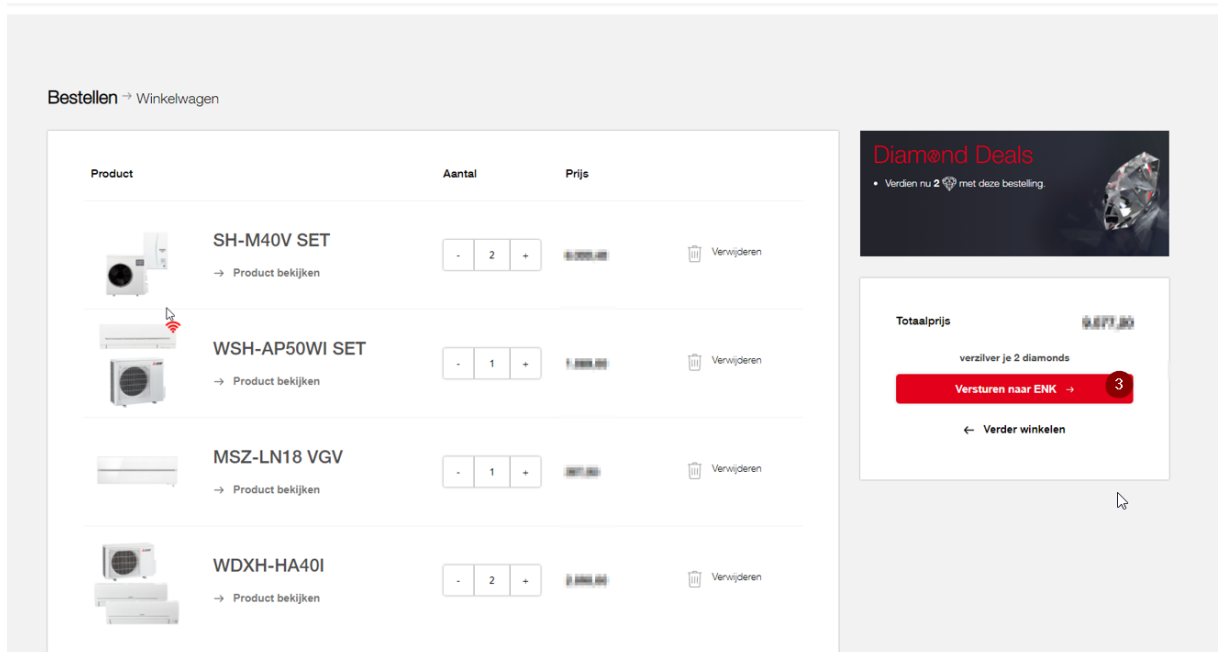 Bestellen → Winkelwagen
Product Aantal Prijs
SH-M40V SET
- 2 +
Verwijderen
→ Product bekijken
WSH-AP50WI SET
- 1 +
Verwijderen
→ Product bekijken
MSZ-LN18 VGV
- 1 +
Verwijderen
→ Product bekijken
WDXH-HA40I
- 2 +
Verwijderen
→ Product bekijken
Diamond Deals
• Verdien nu 2 met deze bestelling.
Totaalprijs
verzilver je 2 diamonds
Versturen naar ENK → 3
← Verder winkelen